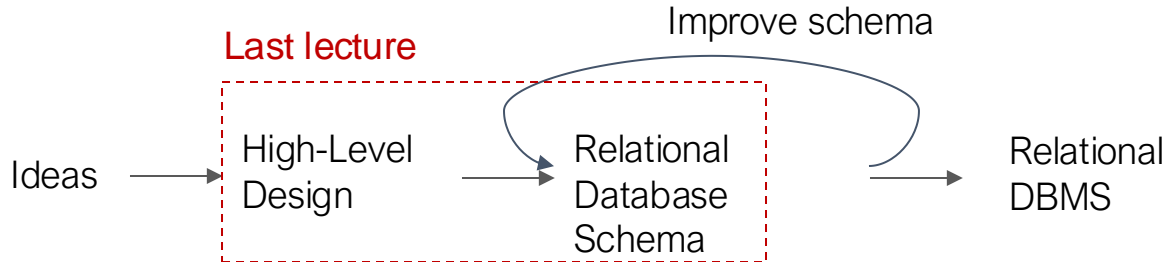 Improve schema
Last lecture
Ideas
High-Level
Design
Relational
Database
Schema
Relational
DBMS